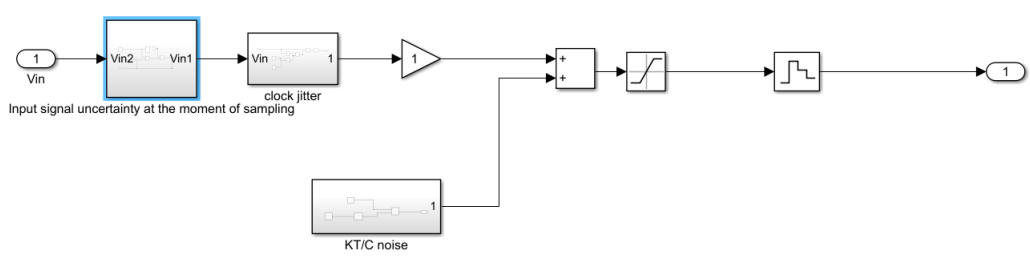 1
Vin
Vin2 Vin1
Input signal uncertainty at the moment of sampling
Vin 1
clock jitter
1
+
+
1
1
KT/C noise